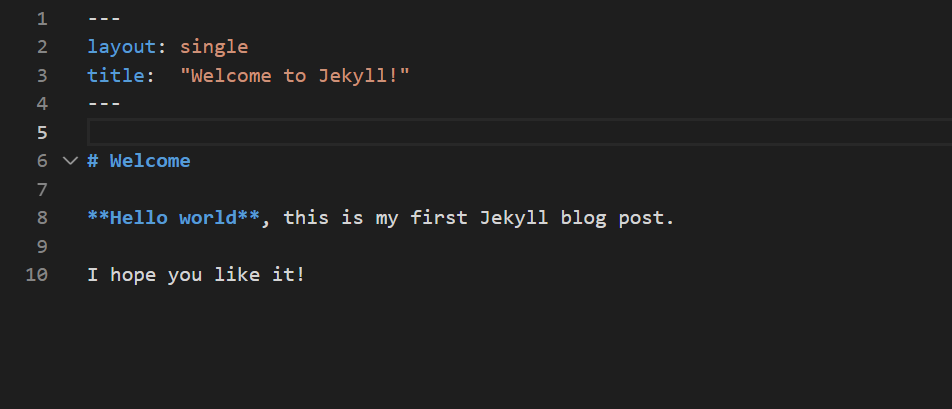 1 ---
2 layout: single
3 title:  "Welcome to Jekyll!"
4 ---
5
6 # Welcome
7
8 **Hello world**, this is my first Jekyll blog post.
9
10 I hope you like it!